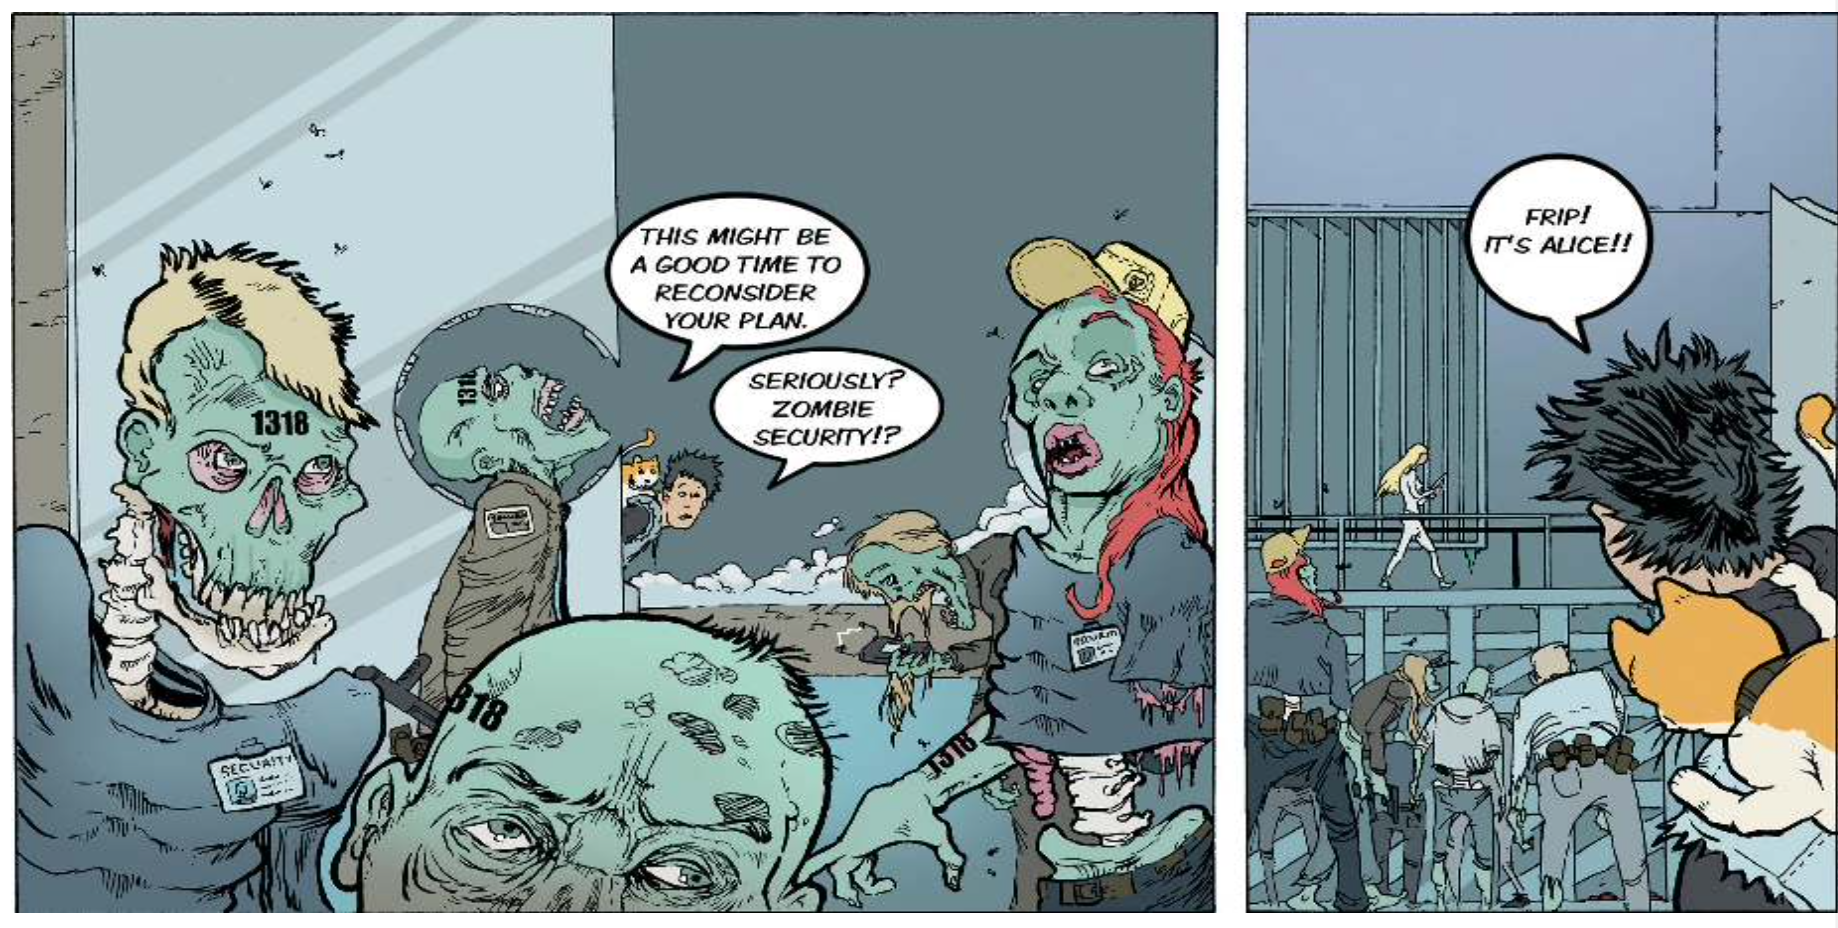 THIS MIGHT BE
A GOOD TIME TO
RECONSIDER
YOUR PLAN.
SERIOUSLY?
ZOMBIE
SECURITY!?
1318
1318
SECURITY
318
1318
FRIP!
IT'S ALICE!!